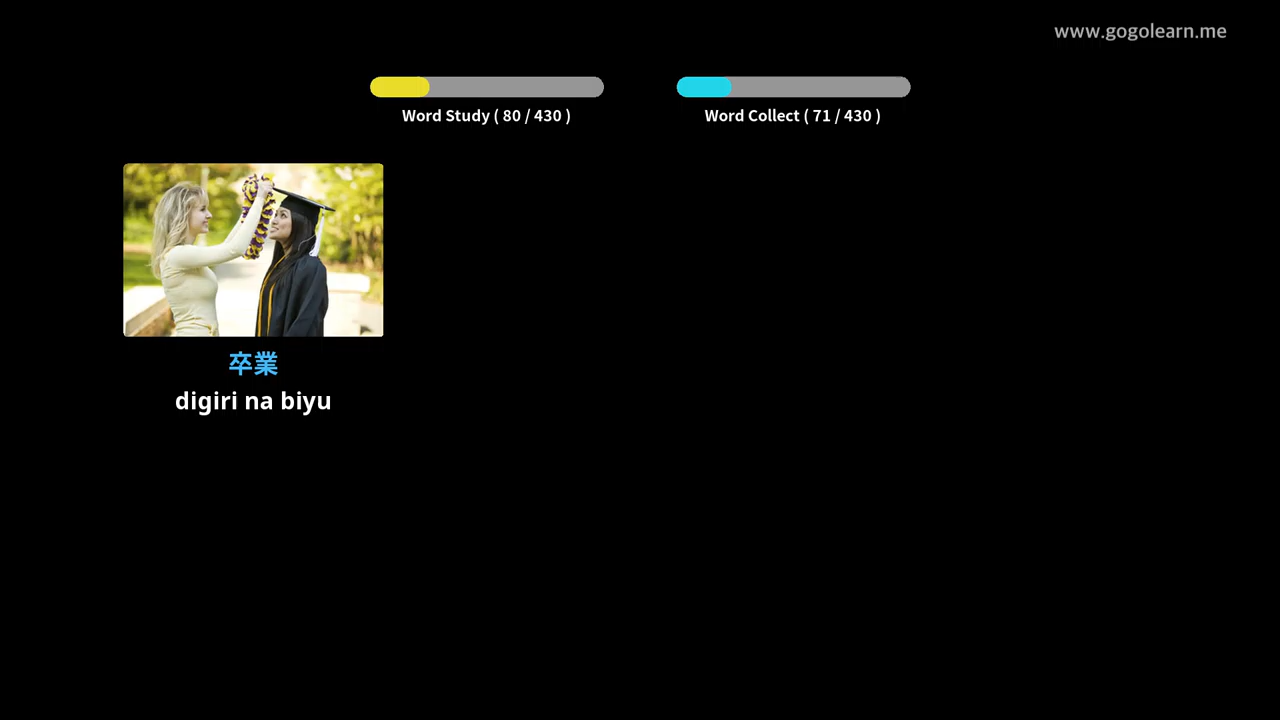 www.gogolearn.me
Word Study ( 80 / 430 )
Word Collect ( 71 / 430 )
卒業
digiri na biyu